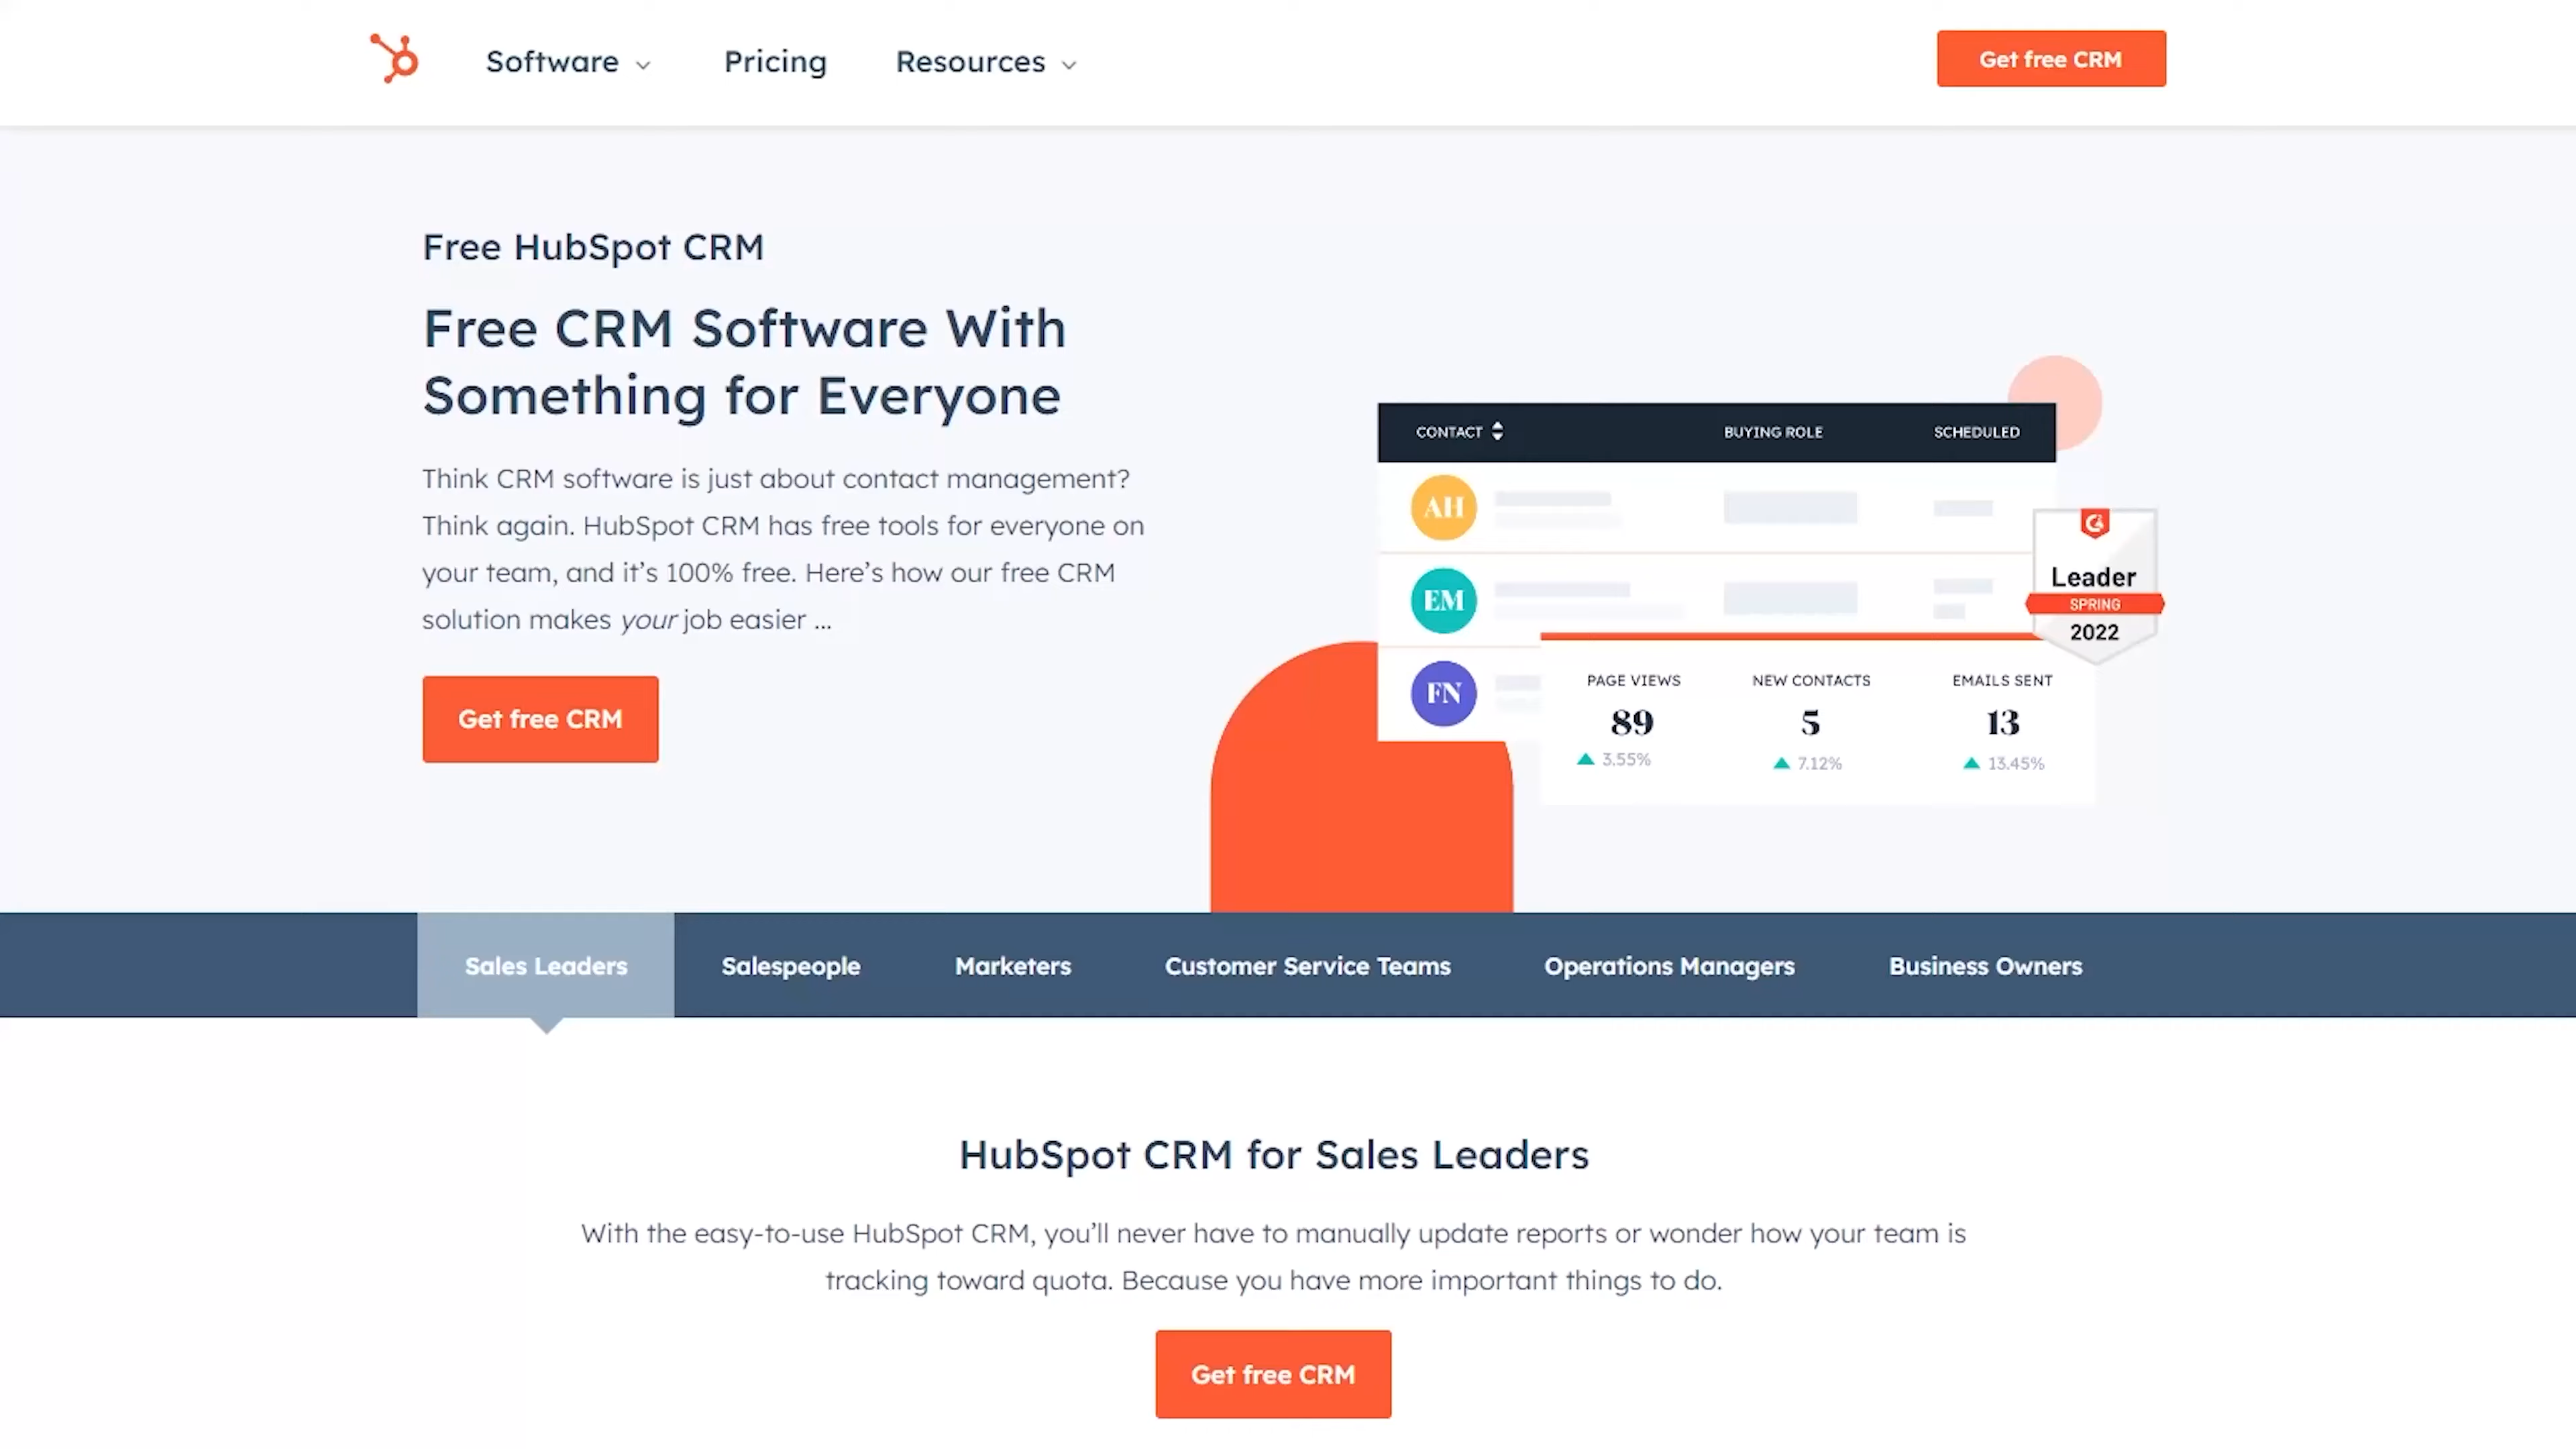 Software
Pricing
Resources
Get free CRM
Free HubSpot CRM
Free CRM Software With
Something for Everyone
Think CRM software is just about contact management?
Think again. HubSpot CRM has free tools for everyone on
your team, and it’s 100% free. Here’s how our free CRM
solution makes your job easier ...
Get free CRM
CONTACT
BUYING ROLE
SCHEDULED
AH
EM
FN
Leader
SPRING
2022
PAGE VIEWS
NEW CONTACTS
EMAILS SENT
89
5
13
3.55%
7.12%
13.45%
Sales Leaders
Salespeople
Marketers
Customer Service Teams
Operations Managers
Business Owners
HubSpot CRM for Sales Leaders
With the easy-to-use HubSpot CRM, you’ll never have to manually update reports or wonder how your team is
tracking toward quota. Because you have more important things to do.
Get free CRM